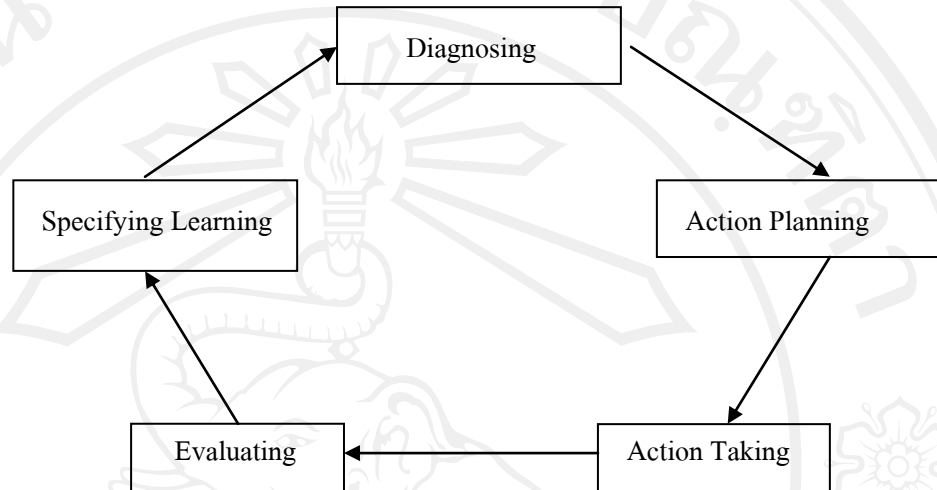 Diagnosing
Specifying Learning
Action Planning
Evaluating
Action Taking